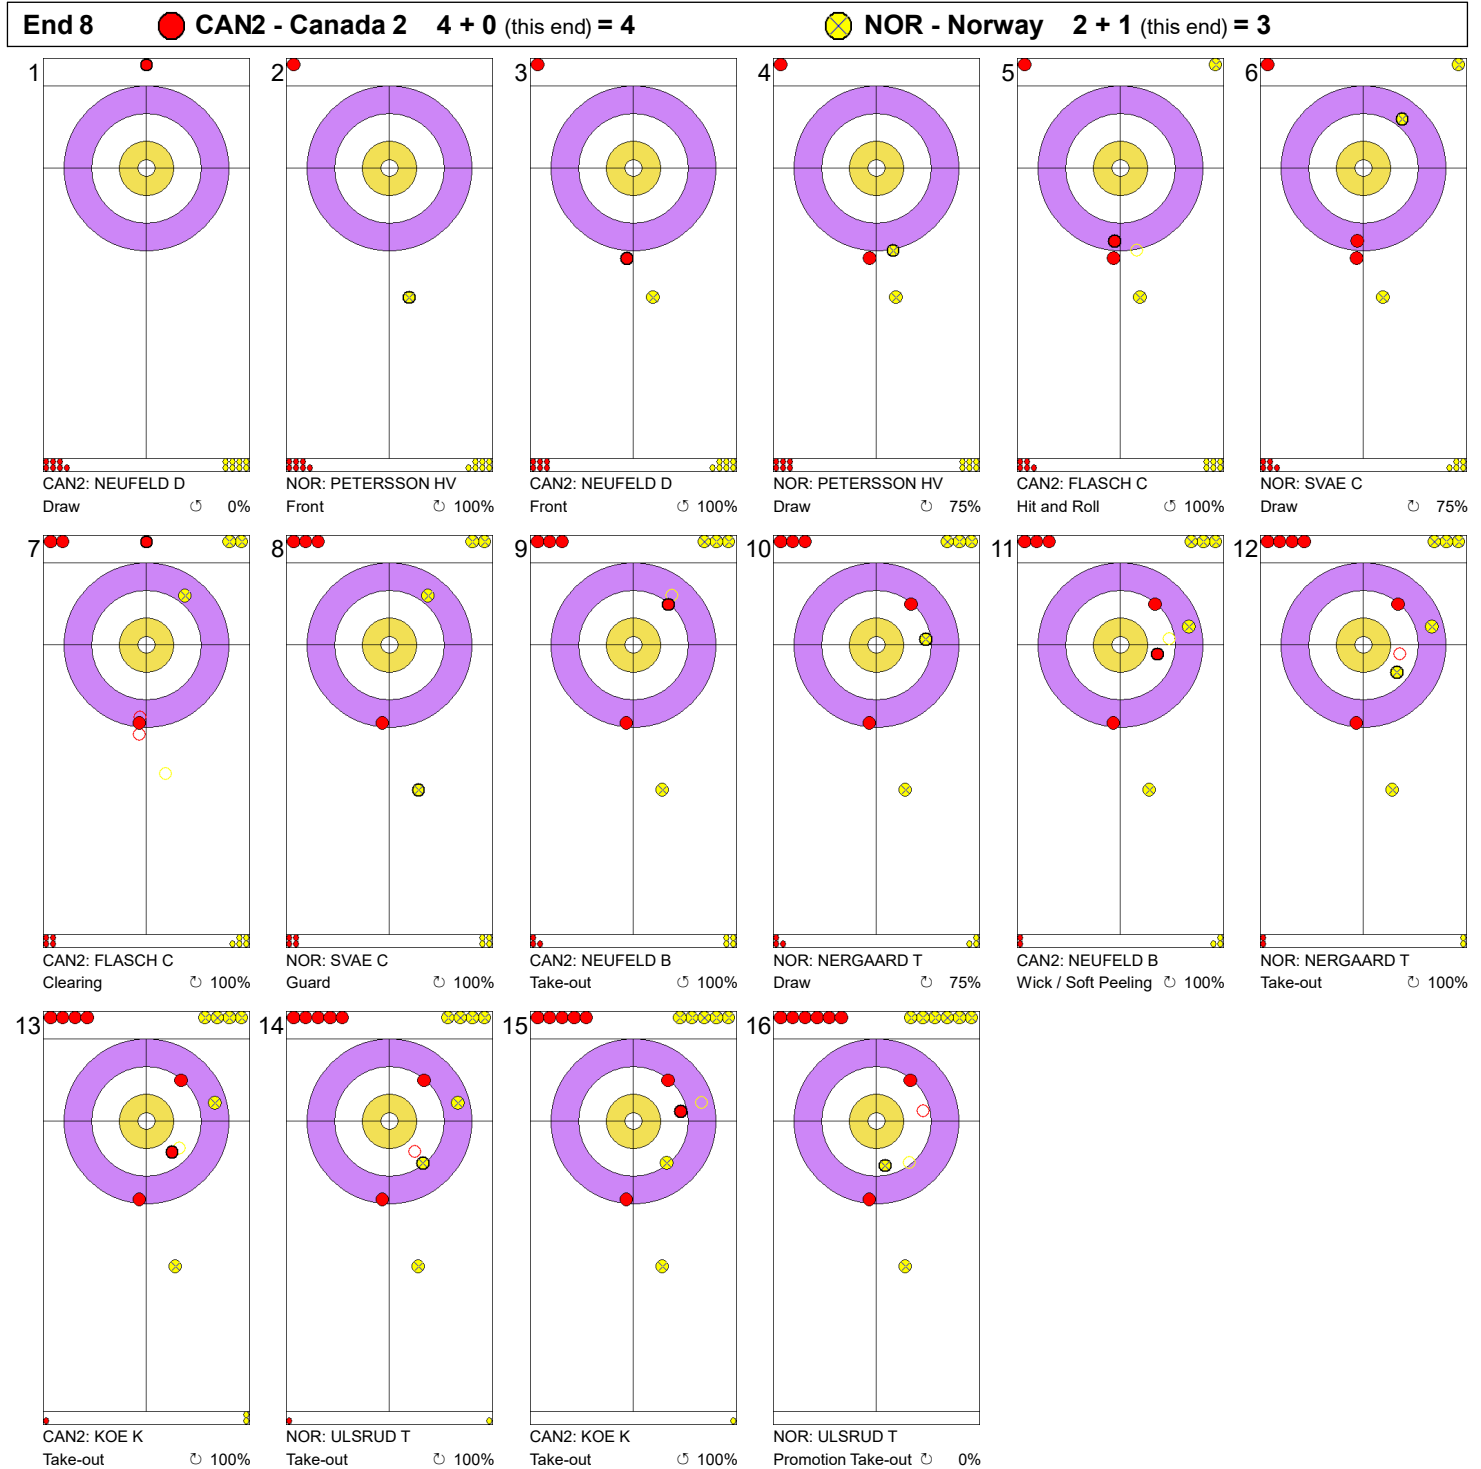 End 8 CAN2 - Canada 2 4 + 0 (this end) = 4 NOR - Norway 2 + 1 (this end) = 3
1 2 3 4 5 6
CAN2: NEUFELD D NOR: PETERSSON HV CAN2: NEUFELD D NOR: PETERSSON HV CAN2: FLASCH C NOR: SVAE C
Draw ↺ 0% Front ↻ 100% Front ↺ 100% Draw ↻ 75% Hit and Roll ↺ 100% Draw ↻ 75%
7 8 9 10 11 12
CAN2: FLASCH C NOR: SVAE C CAN2: NEUFELD B NOR: NERGAARD T CAN2: NEUFELD B NOR: NERGAARD T
Clearing ↻ 100% Guard ↻ 100% Take-out ↺ 100% Draw ↻ 75% Wick / Soft Peeling ↻ 100% Take-out ↻ 100%
13 14 15 16
CAN2: KOE K NOR: ULSRUD T CAN2: KOE K NOR: ULSRUD T
Take-out ↻ 100% Take-out ↻ 100% Take-out ↺ 100% Promotion Take-out ↻ 0%